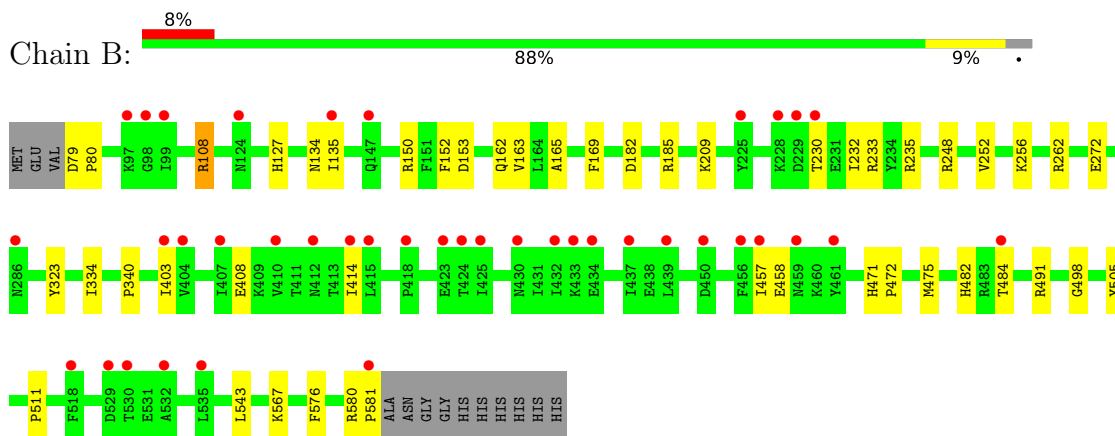 8%
Chain B:
88% 9% •
MET GLU VAL D79 P80 K97 G98 I99 R108 N124 H127 N134 I135 Q147 R150 F151 F152 D153 Q162 V163 L164 A165 F169 D182 R185 K209 Y225 K228 D229 T230 E231 I232 R233 Y234 R235 R248 V252 K256 R262 E272
N286 Y323 I334 P340 I403 V404 I407 E408 K409 V410 T411 N412 T413 I414 L415 P418 E423 T424 I425 N430 I431 I432 K433 E434 I437 E438 L439 D450 F456 I457 E458 N459 K460 Y461 H471 P472 M475 H482 R483 T484 R491 G498
P511 F518 D529 T530 E531 A532 L535 L543 K567 F576 R580 P581 ALA ASN GLY GLY HIS HIS HIS HIS HIS HIS